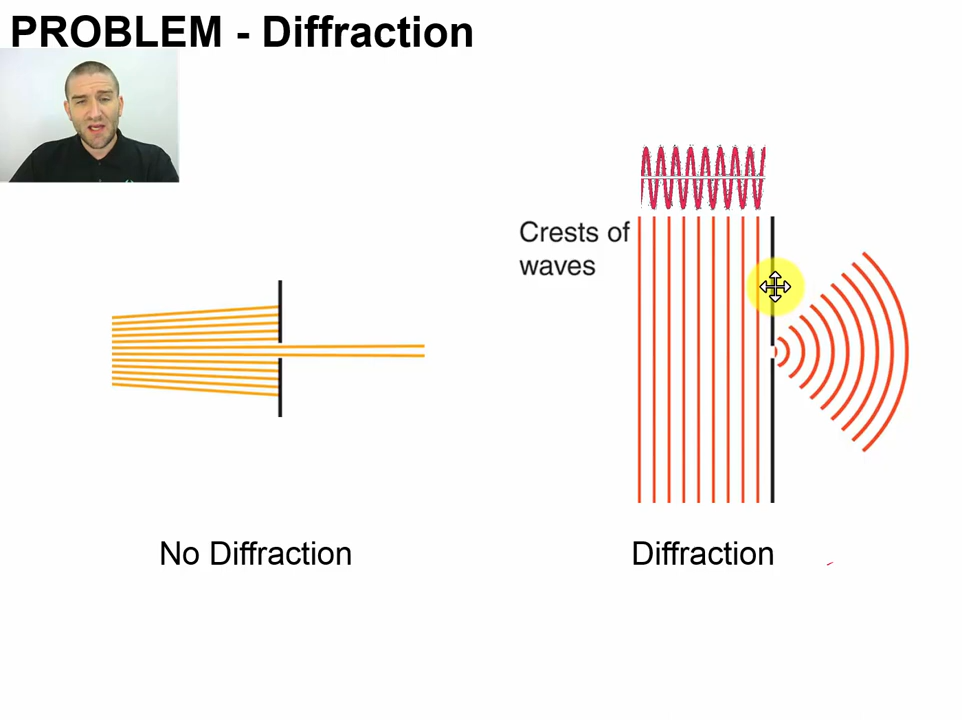 PROBLEM - Diffraction
Crests of
waves
No Diffraction
Diffraction